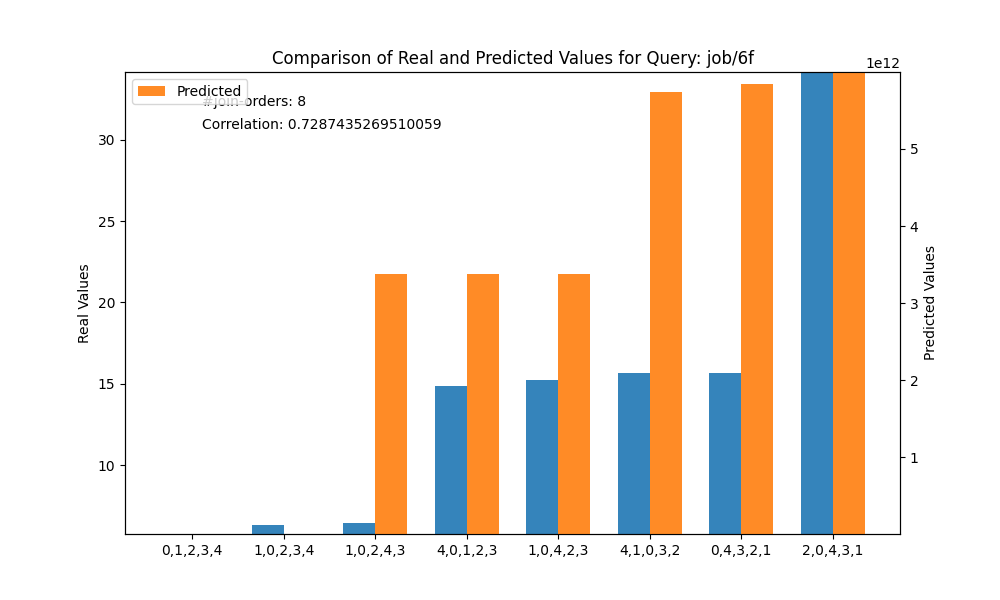 Comparison of Real and Predicted Values for Query: job/6f
1e12
Predicted
#join-orders: 8
Correlation: 0.7287435269510059
30
25
20
15
10
Real Values
5
4
3
2
1
Predicted Values
0,1,2,3,4
1,0,2,3,4
1,0,2,4,3
4,0,1,2,3
1,0,4,2,3
4,1,0,3,2
0,4,3,2,1
2,0,4,3,1